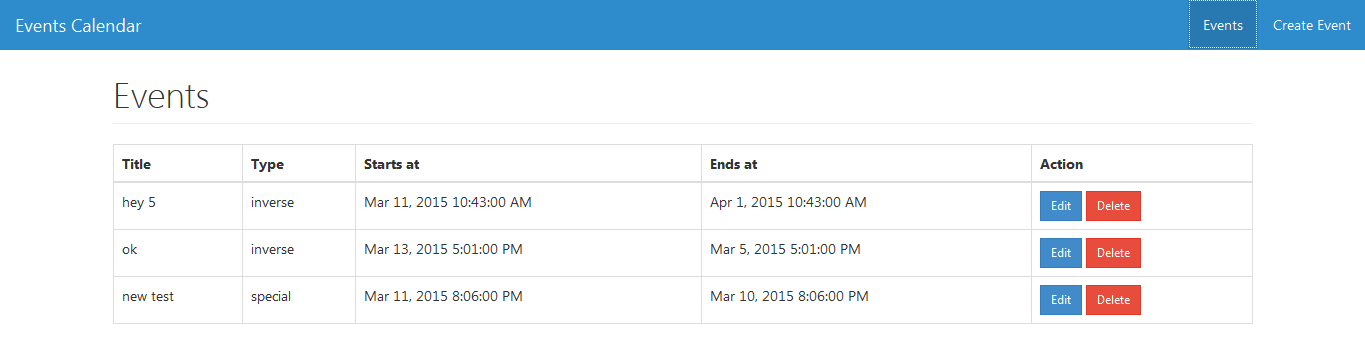 Events Calendar Events Create Event
Events
Title Type Starts at Ends at Action
hey 5 inverse Mar 11, 2015 10:43:00 AM Apr 1, 2015 10:43:00 AM Edit Delete
ok inverse Mar 13, 2015 5:01:00 PM Mar 5, 2015 5:01:00 PM Edit Delete
new test special Mar 11, 2015 8:06:00 PM Mar 10, 2015 8:06:00 PM Edit Delete